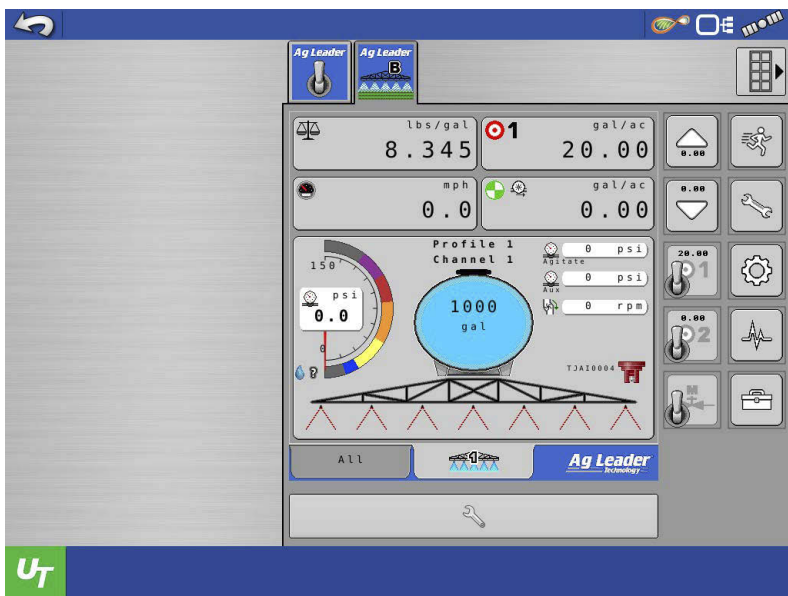 Ag Leader
Ag Leader
B
lbs/gal
8.345
1
gal/ac
20.00
0.00
mph
0.0
gal/ac
0.00
0.00
Profile 1
Channel 1
150
psi
0.0
0
?
1000
gal
0 psi
Agitate
0 psi
Aux
0 rpm
TJAI0004
20.00
1
0.00
2
M
All
1
Ag Leader
Technology
UT